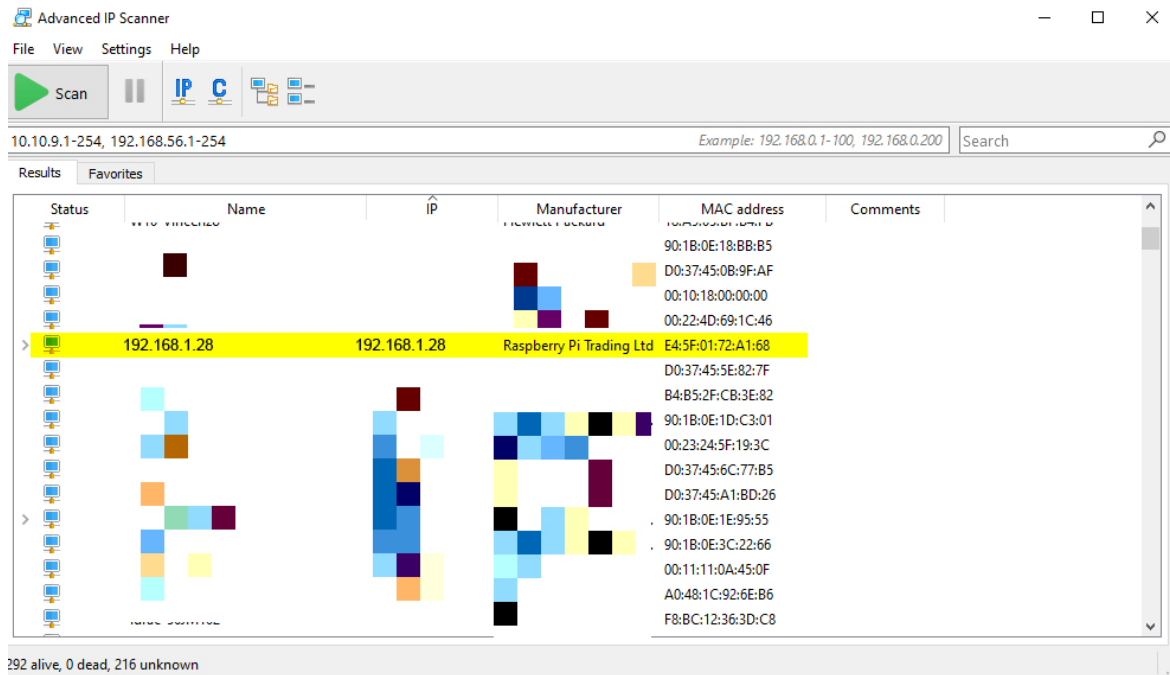 Advanced IP Scanner
File View Settings Help
Scan IP C
10.10.9.1-254, 192.168.56.1-254 Example: 192.168.0.1-100, 192.168.0.200 Search
Results Favorites
Status Name IP Manufacturer MAC address Comments
90:1B:0E:18:BB:B5
D0:37:45:0B:9F:AF
00:10:18:00:00:00
00:22:4D:69:1C:46
192.168.1.28 192.168.1.28 Raspberry Pi Trading Ltd E4:5F:01:72:A1:68
D0:37:45:5E:82:7F
B4:B5:2F:CB:3E:82
90:1B:0E:1D:C3:01
00:23:24:5F:19:3C
D0:37:45:6C:77:B5
D0:37:45:A1:BD:26
90:1B:0E:1E:95:55
90:1B:0E:3C:22:66
00:11:11:0A:45:0F
A0:48:1C:92:6E:B6
F8:BC:12:36:3D:C8
292 alive, 0 dead, 216 unknown